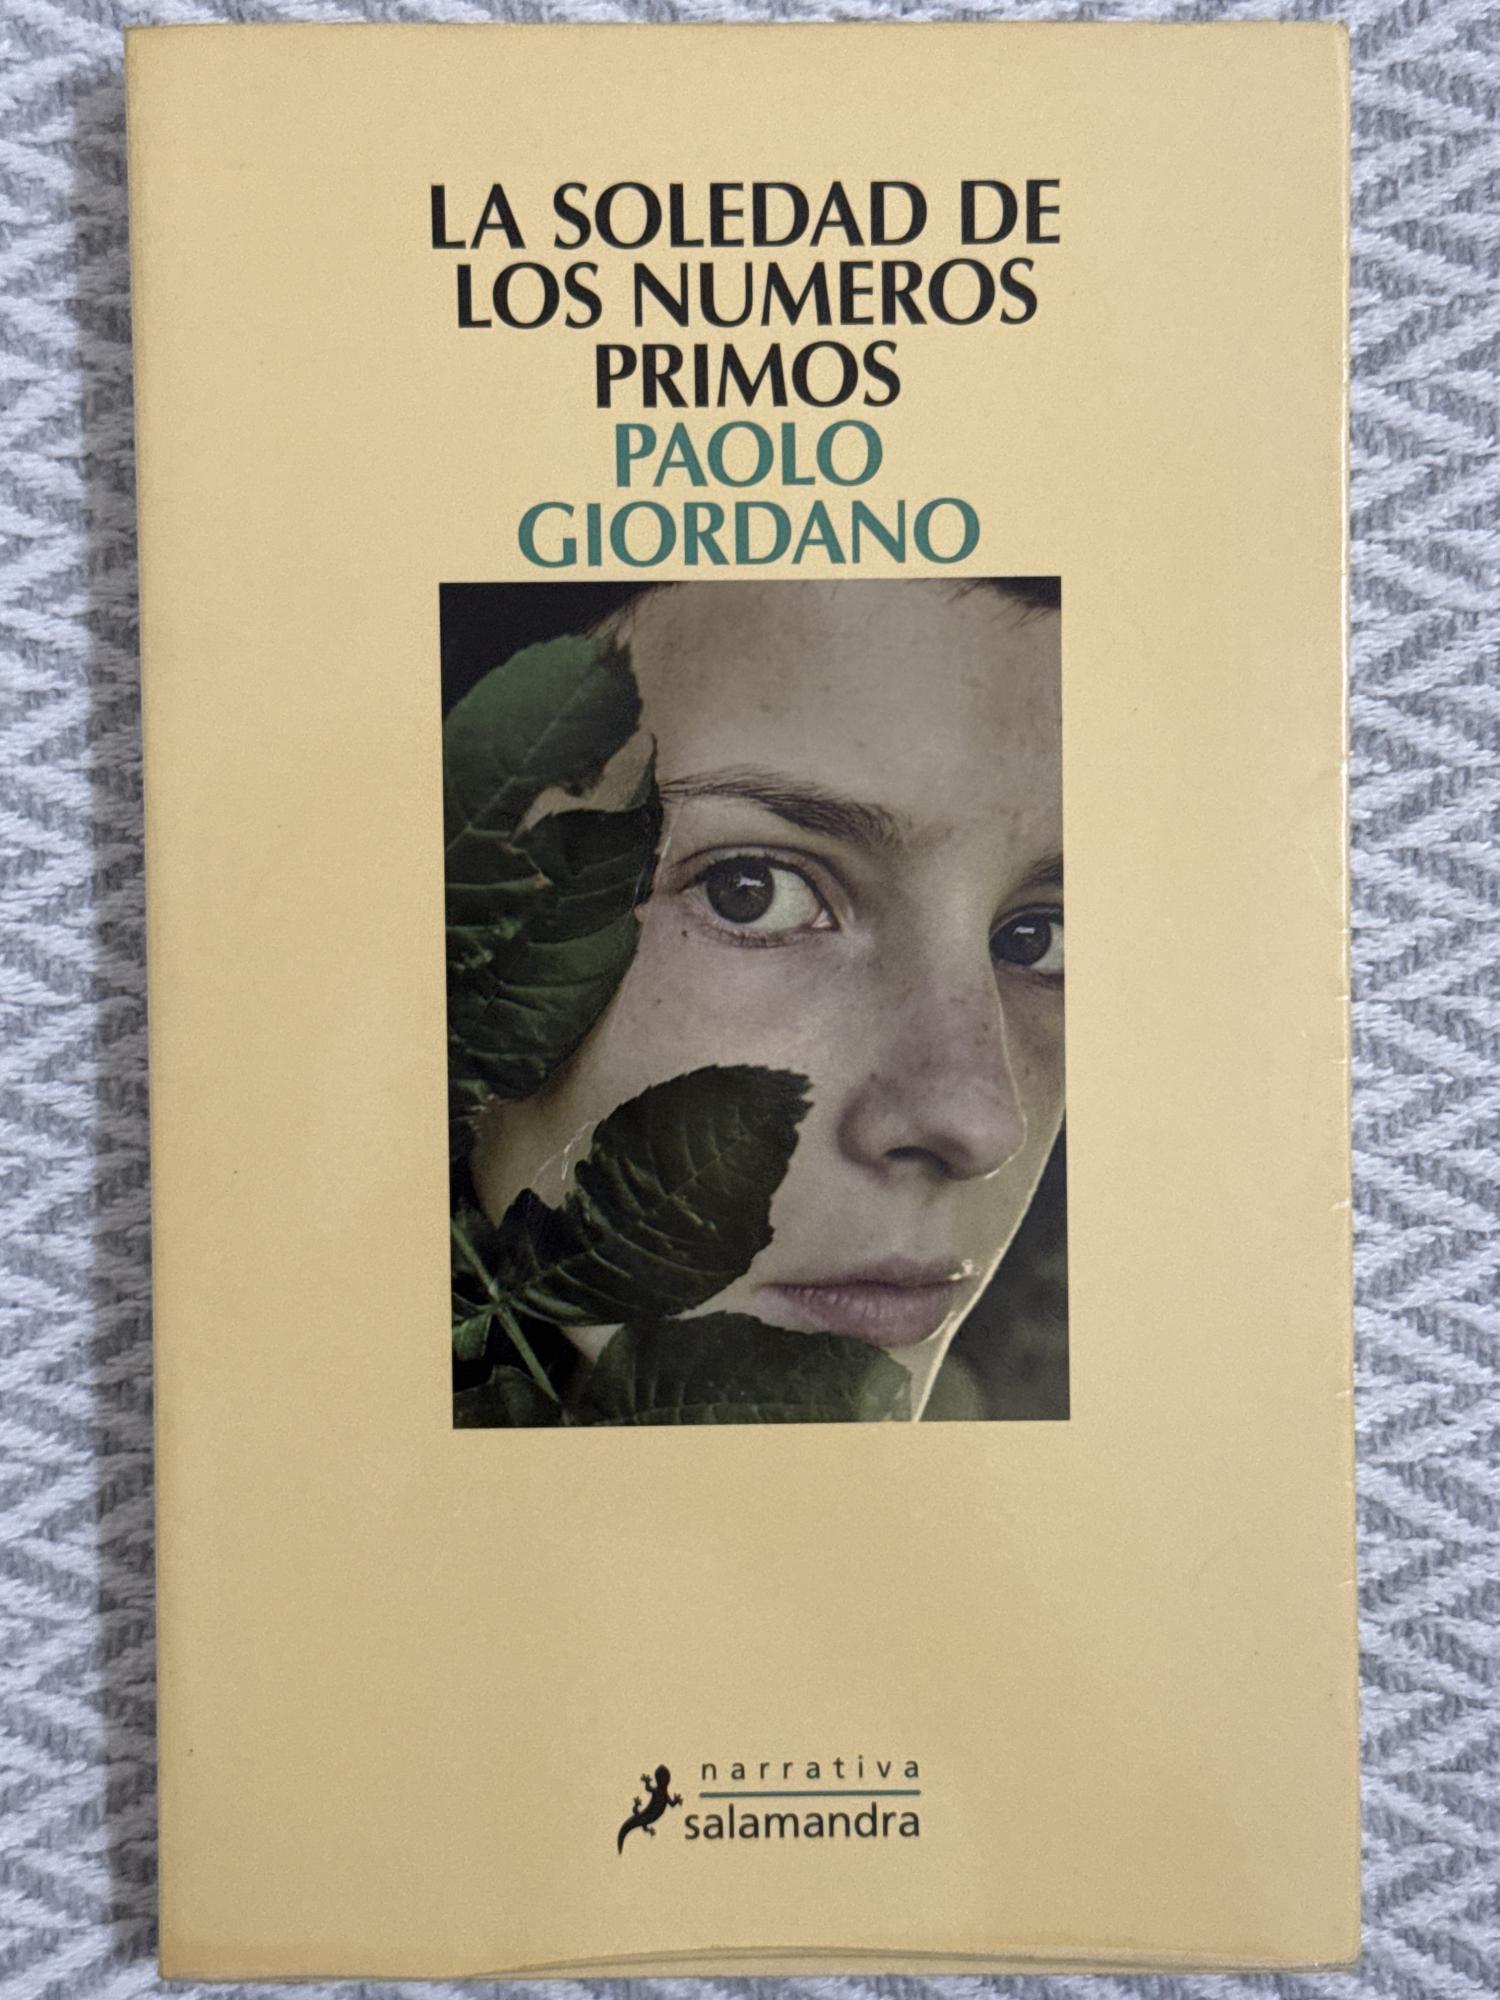 LA SOLEDAD DE
LOS NUMEROS
PRIMOS
PAOLO
GIORDANO
narrativa
salamandra